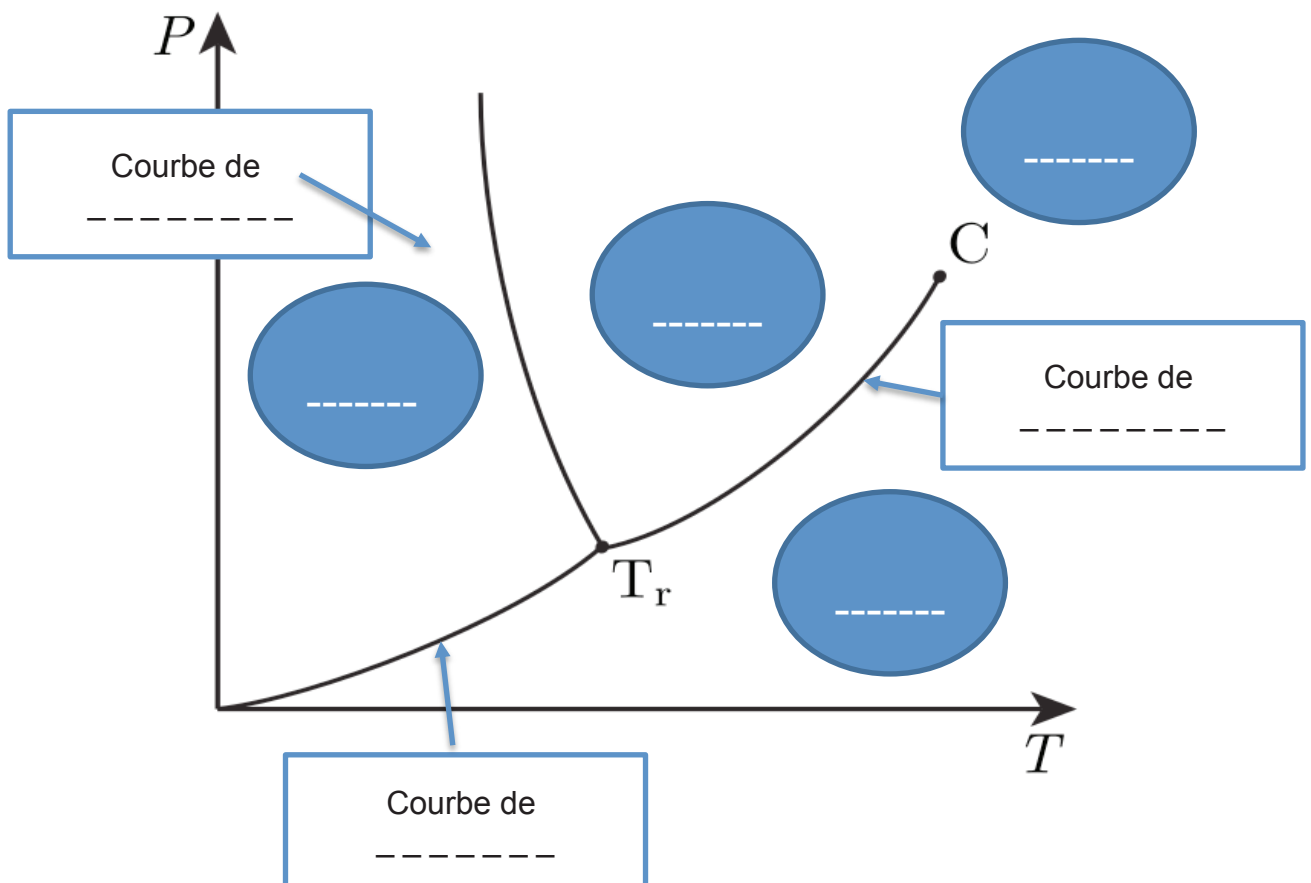 P
Courbe de
_ _ _ _ _ _ _ _
-------
C
-------
-------
Courbe de
_ _ _ _ _ _ _ _
Tr
-------
T
Courbe de
_ _ _ _ _ _ _